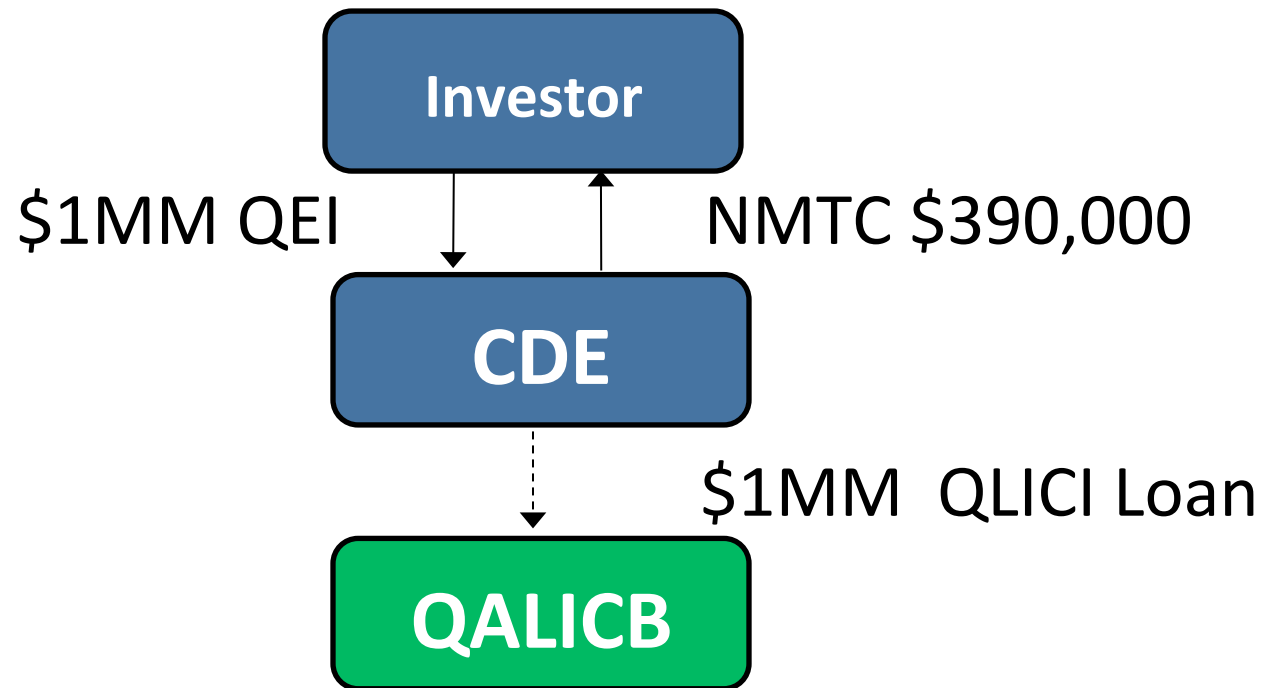 Investor
$1MM QEI
NMTC $390,000
CDE
$1MM QLICI Loan
QALICB